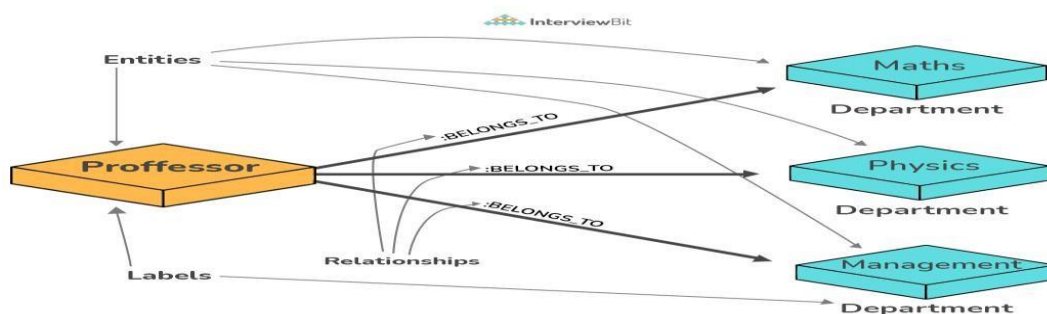 InterviewBit
Entities
Maths
Department
:BELONGS_TO
Proffessor
:BELONGS_TO
Physics
Department
:BELONGS_TO
Relationships
Labels
Management
Department